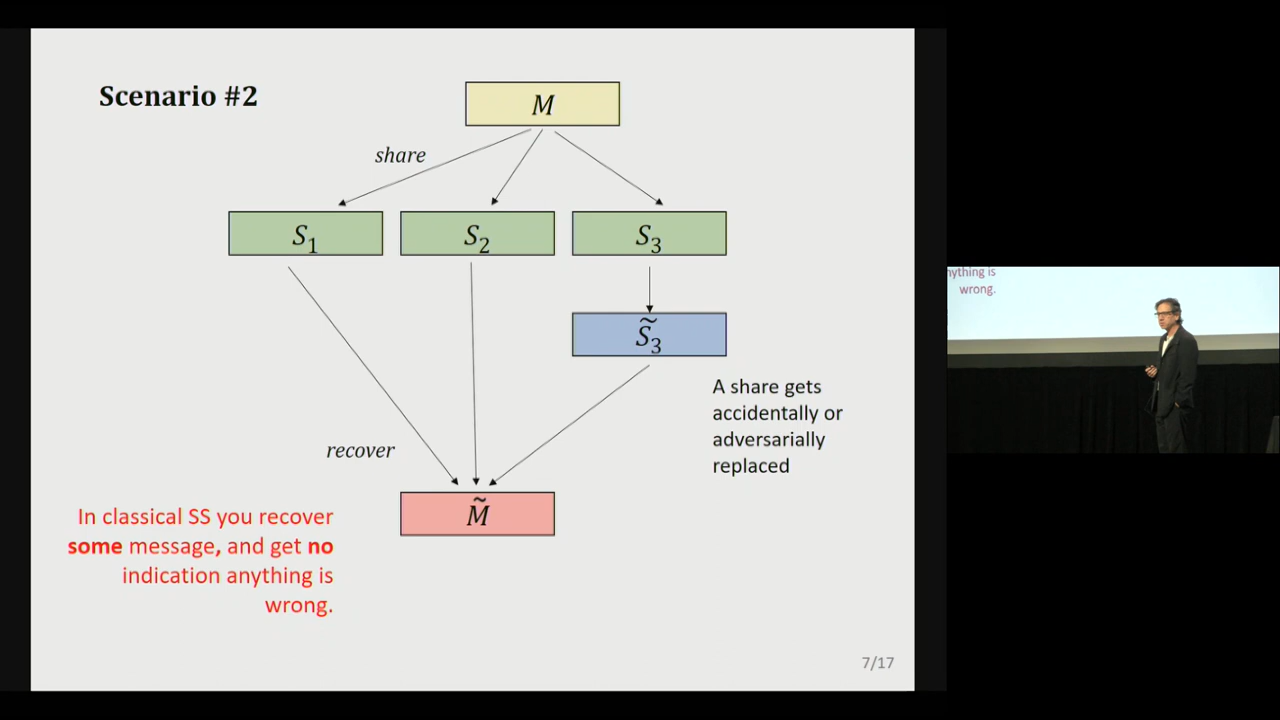 Scenario #2
M
share
S₁ S₂ S₃
S̃₃
A share gets
accidentally or
adversarially
replaced
recover
M̃
In classical SS you recover
some message, and get no
indication anything is
wrong.
7/17
nything is
wrong.